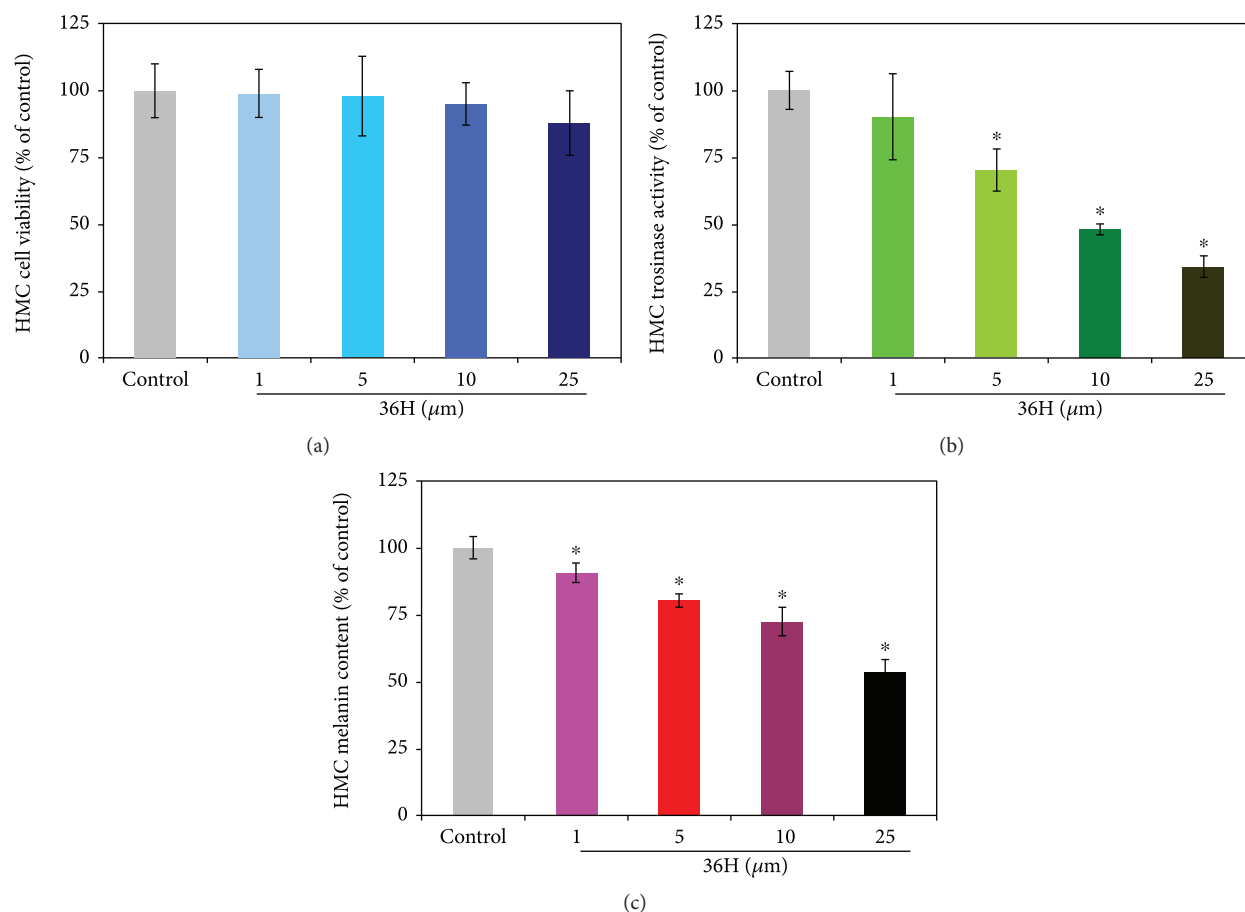 125
100
75
50
25
0
HMC cell viability (% of control)
Control 1 5 10 25
36H (μm)
(a)
125
100
75
50
25
0
HMC trosinase activity (% of control)
* * *
Control 1 5 10 25
36H (μm)
(b)
125
100
75
50
25
0
HMC melanin content (% of control)
* * * *
Control 1 5 10 25
36H (μm)
(c)